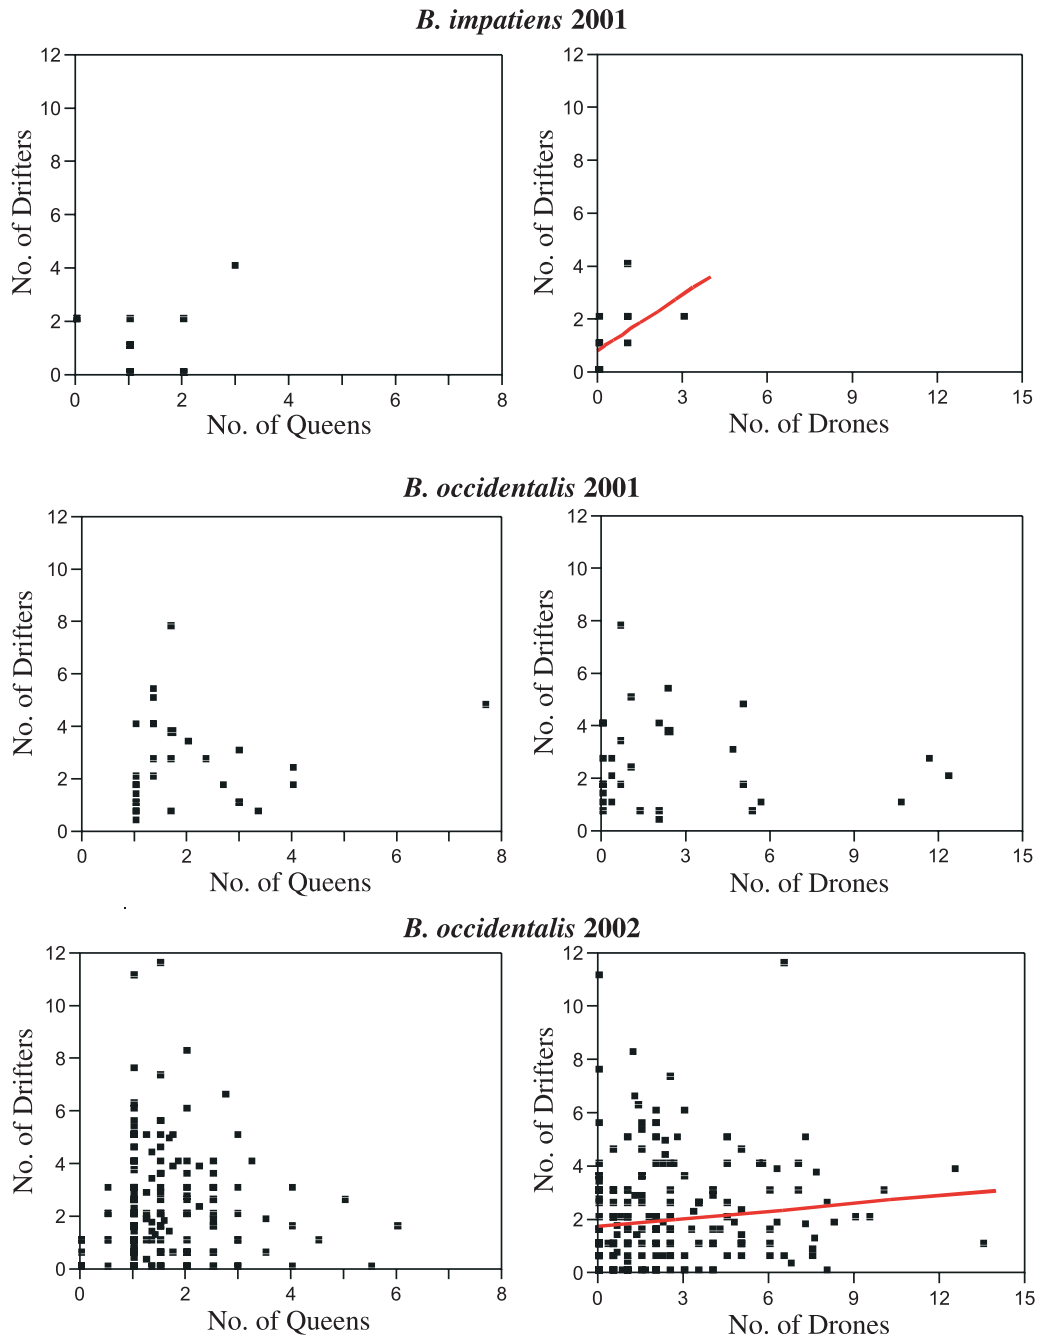 B. impatiens 2001
12
10
8
6
4
2
0
No. of Drifters
0 2 4 6 8
No. of Queens
12
10
8
6
4
2
0
No. of Drifters
0 3 6 9 12 15
No. of Drones
B. occidentalis 2001
12
10
8
6
4
2
0
No. of Drifters
0 2 4 6 8
No. of Queens
12
10
8
6
4
2
0
No. of Drifters
0 3 6 9 12 15
No. of Drones
B. occidentalis 2002
12
10
8
6
4
2
0
No. of Drifters
0 2 4 6 8
No. of Queens
12
10
8
6
4
2
0
No. of Drifters
0 3 6 9 12 15
No. of Drones